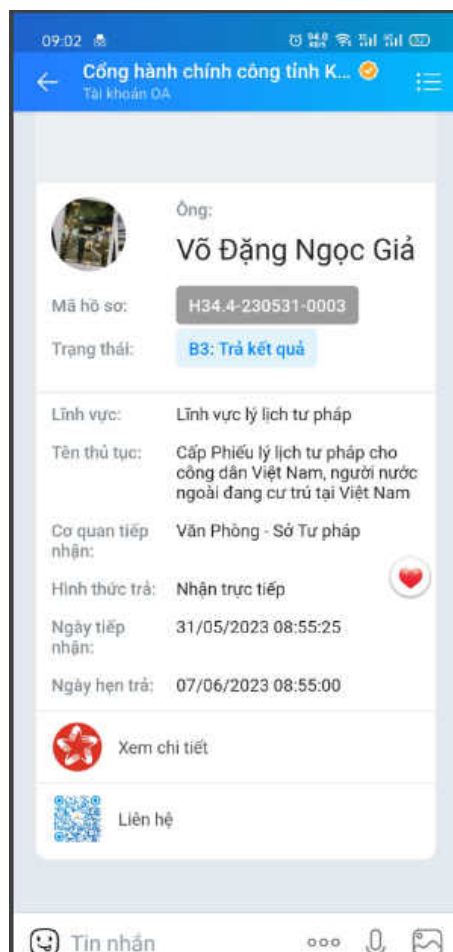 09:02
Cổng hành chính công tỉnh K...
Tài khoản OA
Ông:
Võ Đặng Ngọc Giả
Mã hồ sơ: H34.4-230531-0003
Trạng thái: B3: Trả kết quả
Lĩnh vực: Lĩnh vực lý lịch tư pháp
Tên thủ tục: Cấp Phiếu lý lịch tư pháp cho
công dân Việt Nam, người nước
ngoài đang cư trú tại Việt Nam
Cơ quan tiếp Văn Phòng - Sở Tư pháp
nhận:
Hình thức trả: Nhận trực tiếp
Ngày tiếp 31/05/2023 08:55:25
nhận:
Ngày hẹn trả: 07/06/2023 08:55:00
Xem chi tiết
Liên hệ
Tin nhắn